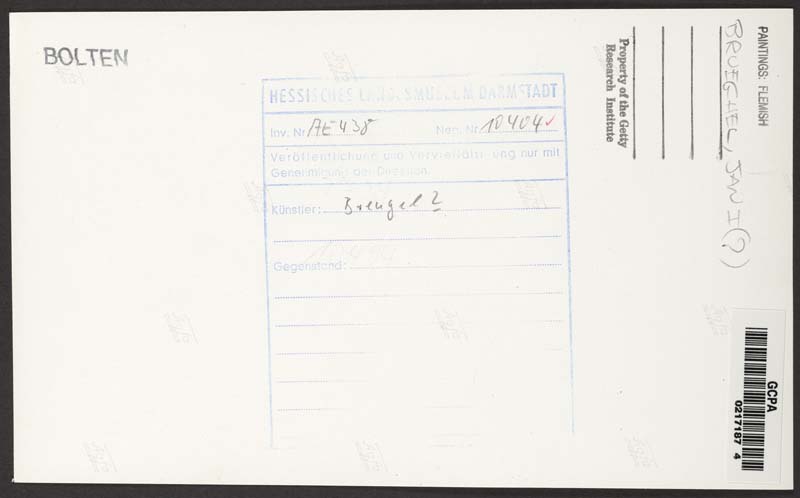 BOLTEN
HESSISCHES LANDESMUSEUM DARMSTADT
Inv. Nr. AE 438 Neg. Nr. 10404 ✓
Veröffentlichung und Vervielfältigung nur mit
Genehmigung der Direktion.
Künstler: Breugel ?
Gegenstand:
PAINTINGS: FLEMISH
BRUEGHEL, JAN I (?)
Property of the Getty
Research Institute
GCPA
0217187 4